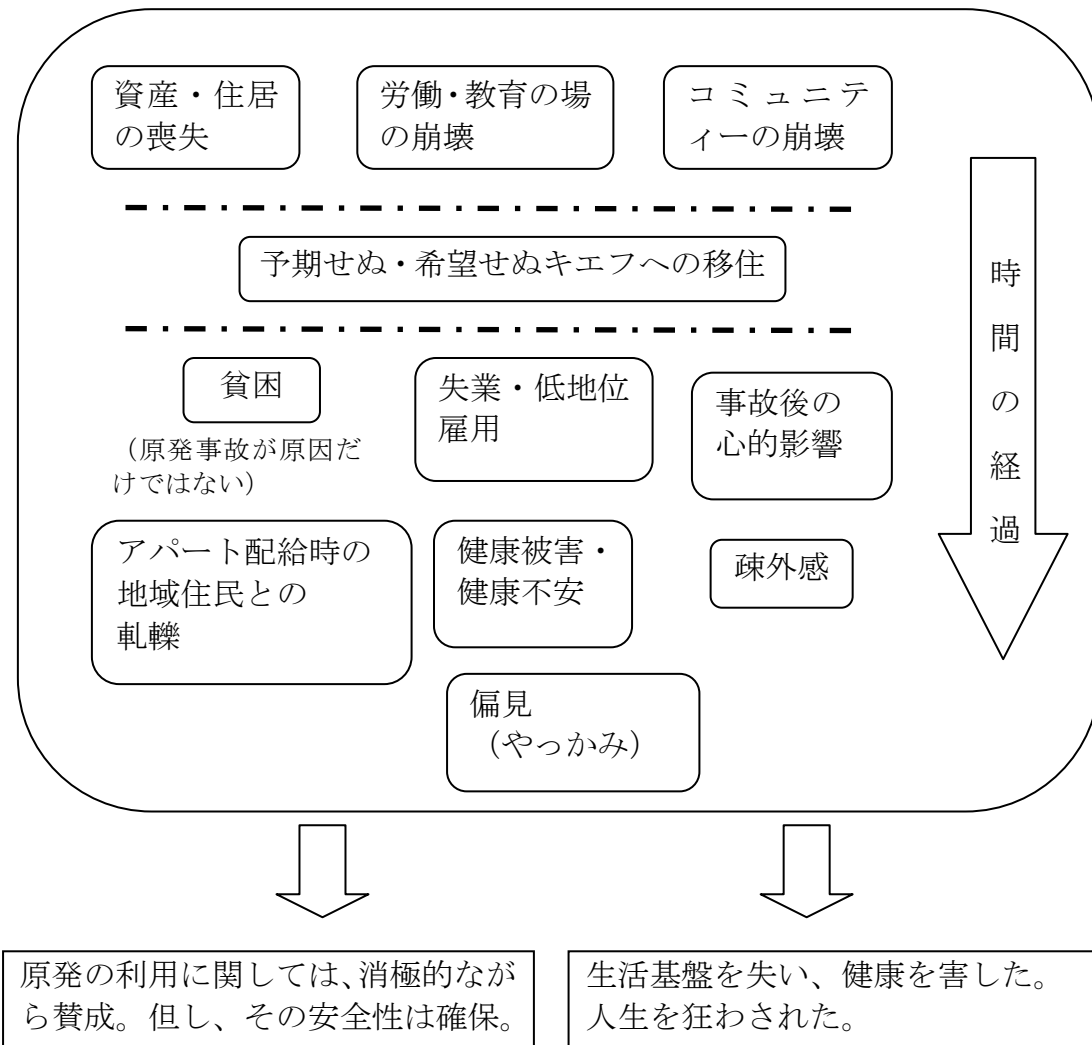 資産・住居
の喪失
労働・教育の場
の崩壊
コミュニテ
ィーの崩壊
予期せぬ・希望せぬキエフへの移住
貧困
（原発事故が原因だ
けではない）
失業・低地位
雇用
事故後の
心的影響
アパート配給時の
地域住民との
軋轢
健康被害・
健康不安
疎外感
偏見
（やっかみ）
時間の経過
原発の利用に関しては、消極的なが
ら賛成。但し、その安全性は確保。
生活基盤を失い、健康を害した。
人生を狂わされた。